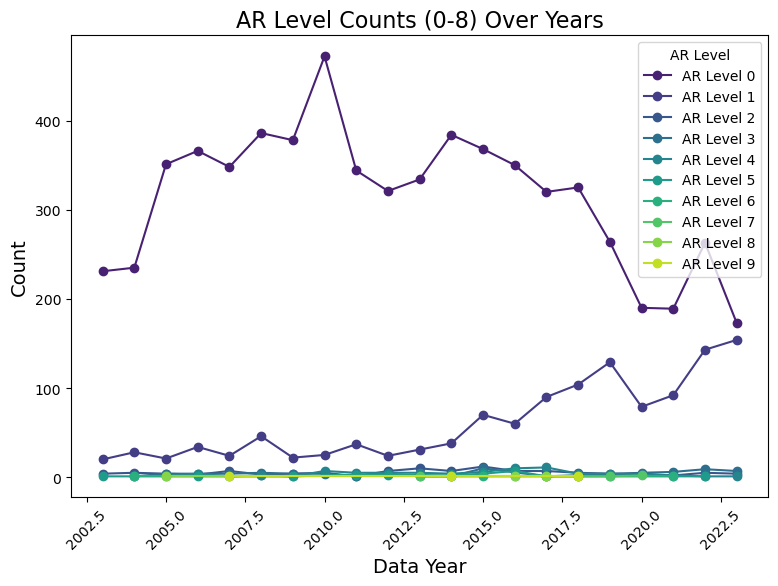 AR Level Counts (0-8) Over Years
AR Level
AR Level 0
AR Level 1
AR Level 2
AR Level 3
AR Level 4
AR Level 5
AR Level 6
AR Level 7
AR Level 8
AR Level 9
Count
400
300
200
100
0
2002.5
2005.0
2007.5
2010.0
2012.5
2015.0
2017.5
2020.0
2022.5
Data Year